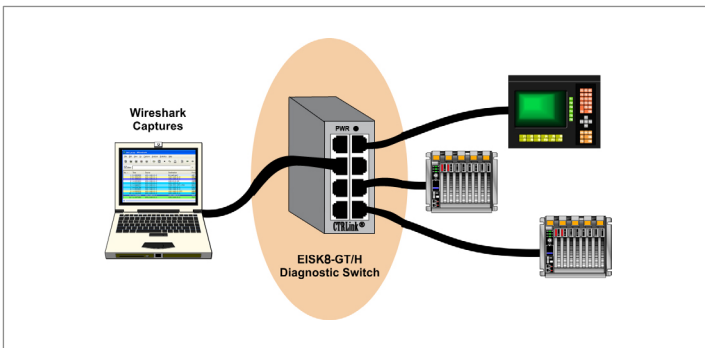 Wireshark
Captures
PWR
CTRLink®
EISK8-GT/H
Diagnostic Switch